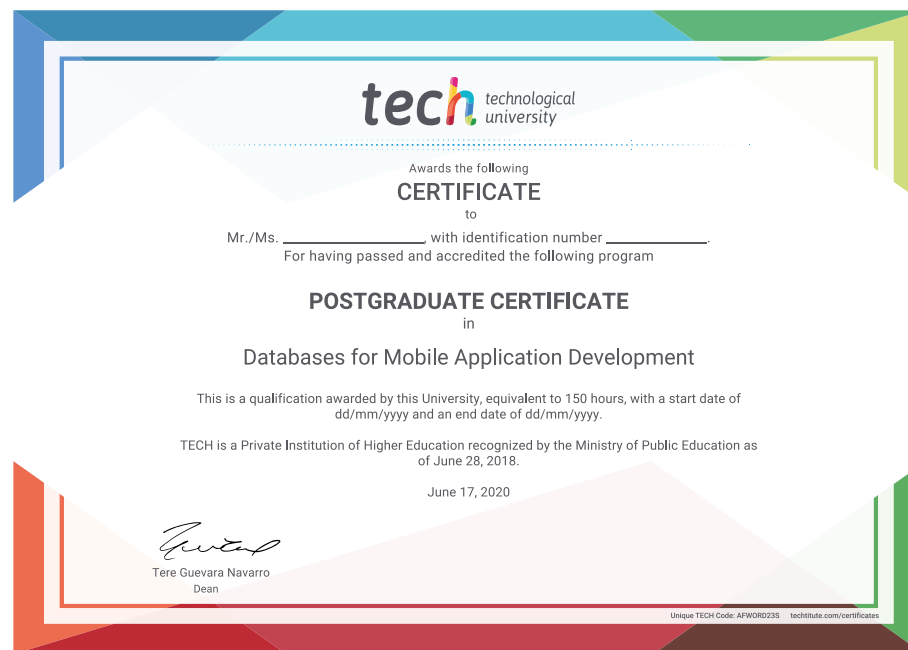 tech technological
university
Awards the following
CERTIFICATE
to
Mr./Ms. ____________________, with identification number ______________.
For having passed and accredited the following program
POSTGRADUATE CERTIFICATE
in
Databases for Mobile Application Development
This is a qualification awarded by this University, equivalent to 150 hours, with a start date of
dd/mm/yyyy and an end date of dd/mm/yyyy.
TECH is a Private Institution of Higher Education recognized by the Ministry of Public Education as
of June 28, 2018.
June 17, 2020
Tere Guevara Navarro
Dean
Unique TECH Code: AFWORD23S techtitute.com/certificates